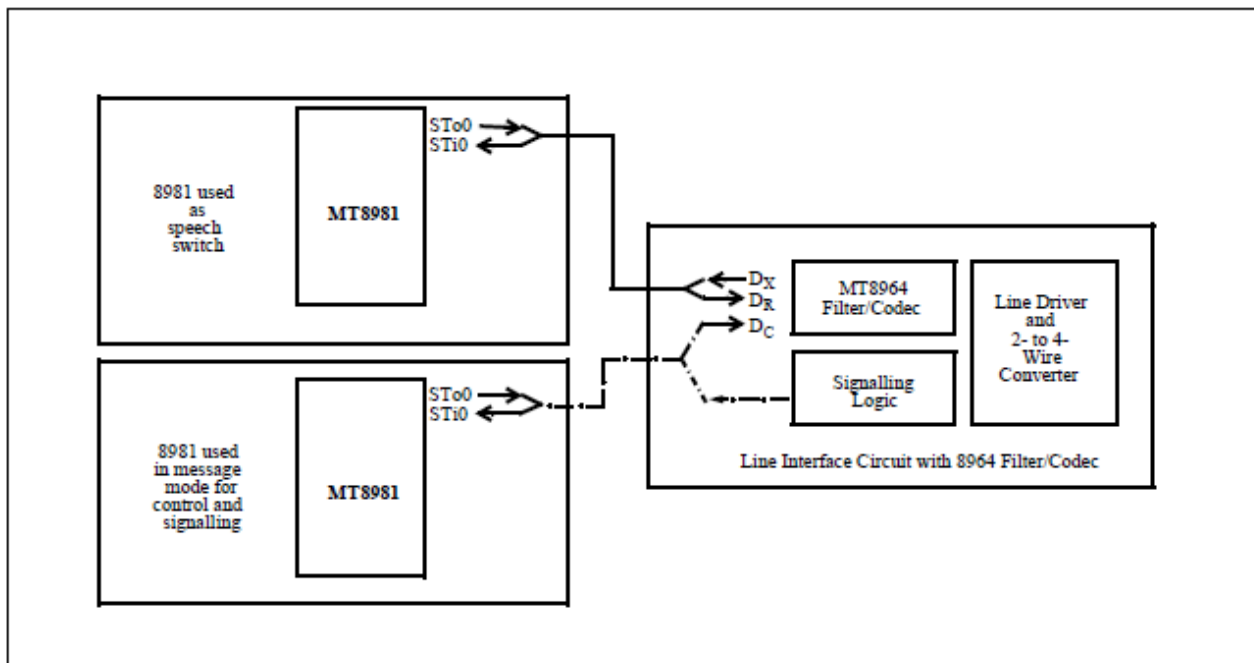 8981 used
as
speech
switch
MT8981
STo0
STi0
8981 used
in message
mode for
control and
signalling
MT8981
STo0
STi0
DX
DR
DC
MT8964
Filter/Codec
Signalling
Logic
Line Driver
and
2- to 4-
Wire
Converter
Line Interface Circuit with 8964 Filter/Codec